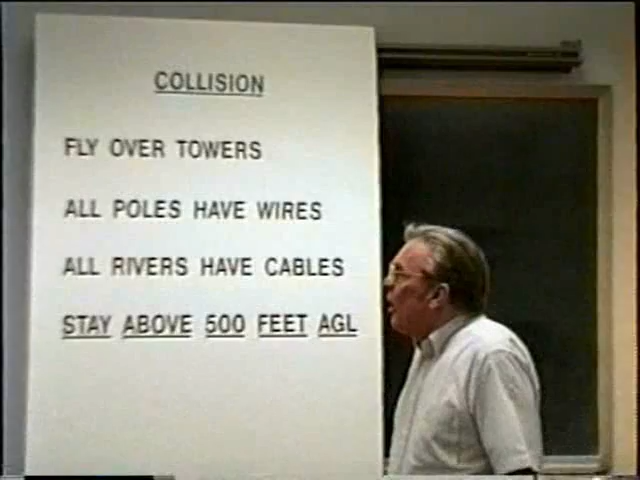 COLLISION
FLY OVER TOWERS
ALL POLES HAVE WIRES
ALL RIVERS HAVE CABLES
STAY ABOVE 500 FEET AGL